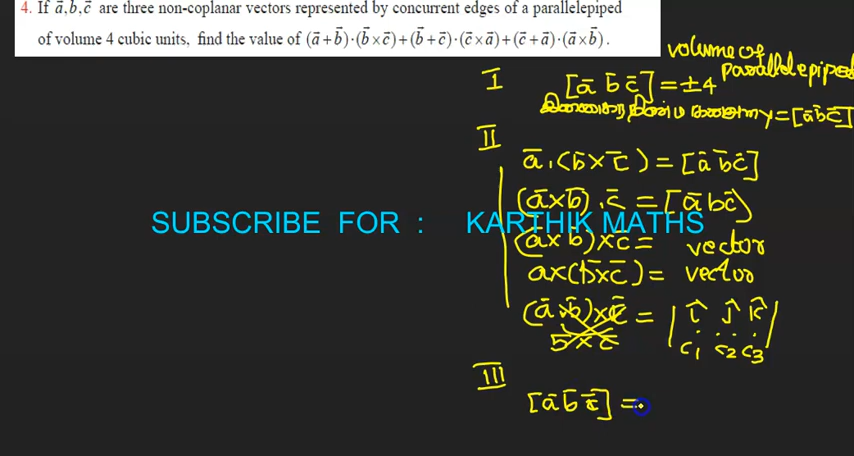 4. If a⃗,b⃗,c⃗ are three non-coplanar vectors represented by concurrent edges of a parallelepiped
of volume 4 cubic units, find the value of (a⃗+b⃗)·(b⃗×c⃗)+(b⃗+c⃗)·(c⃗×a⃗)+(c⃗+a⃗)·(a⃗×b⃗).
volume of
parallelepiped
I [a̅ b̅ c̅] = ±4
= [a̅ b̅ c̅]
II
a̅.(b̅×c̅) = [a̅ b̅ c̅]
(a̅×b̅).c̅ = [a̅ b c̅]
SUBSCRIBE FOR : KARTHIK MATHS
(a̅×b̅)×c̅ = vector
a×(b̅×c̅) = vector
(a̅×b̅)×c̅ = | î ĵ k̂ |
b×c
c₁ c₂ c₃
III
[a̅ b̅ c̅] =